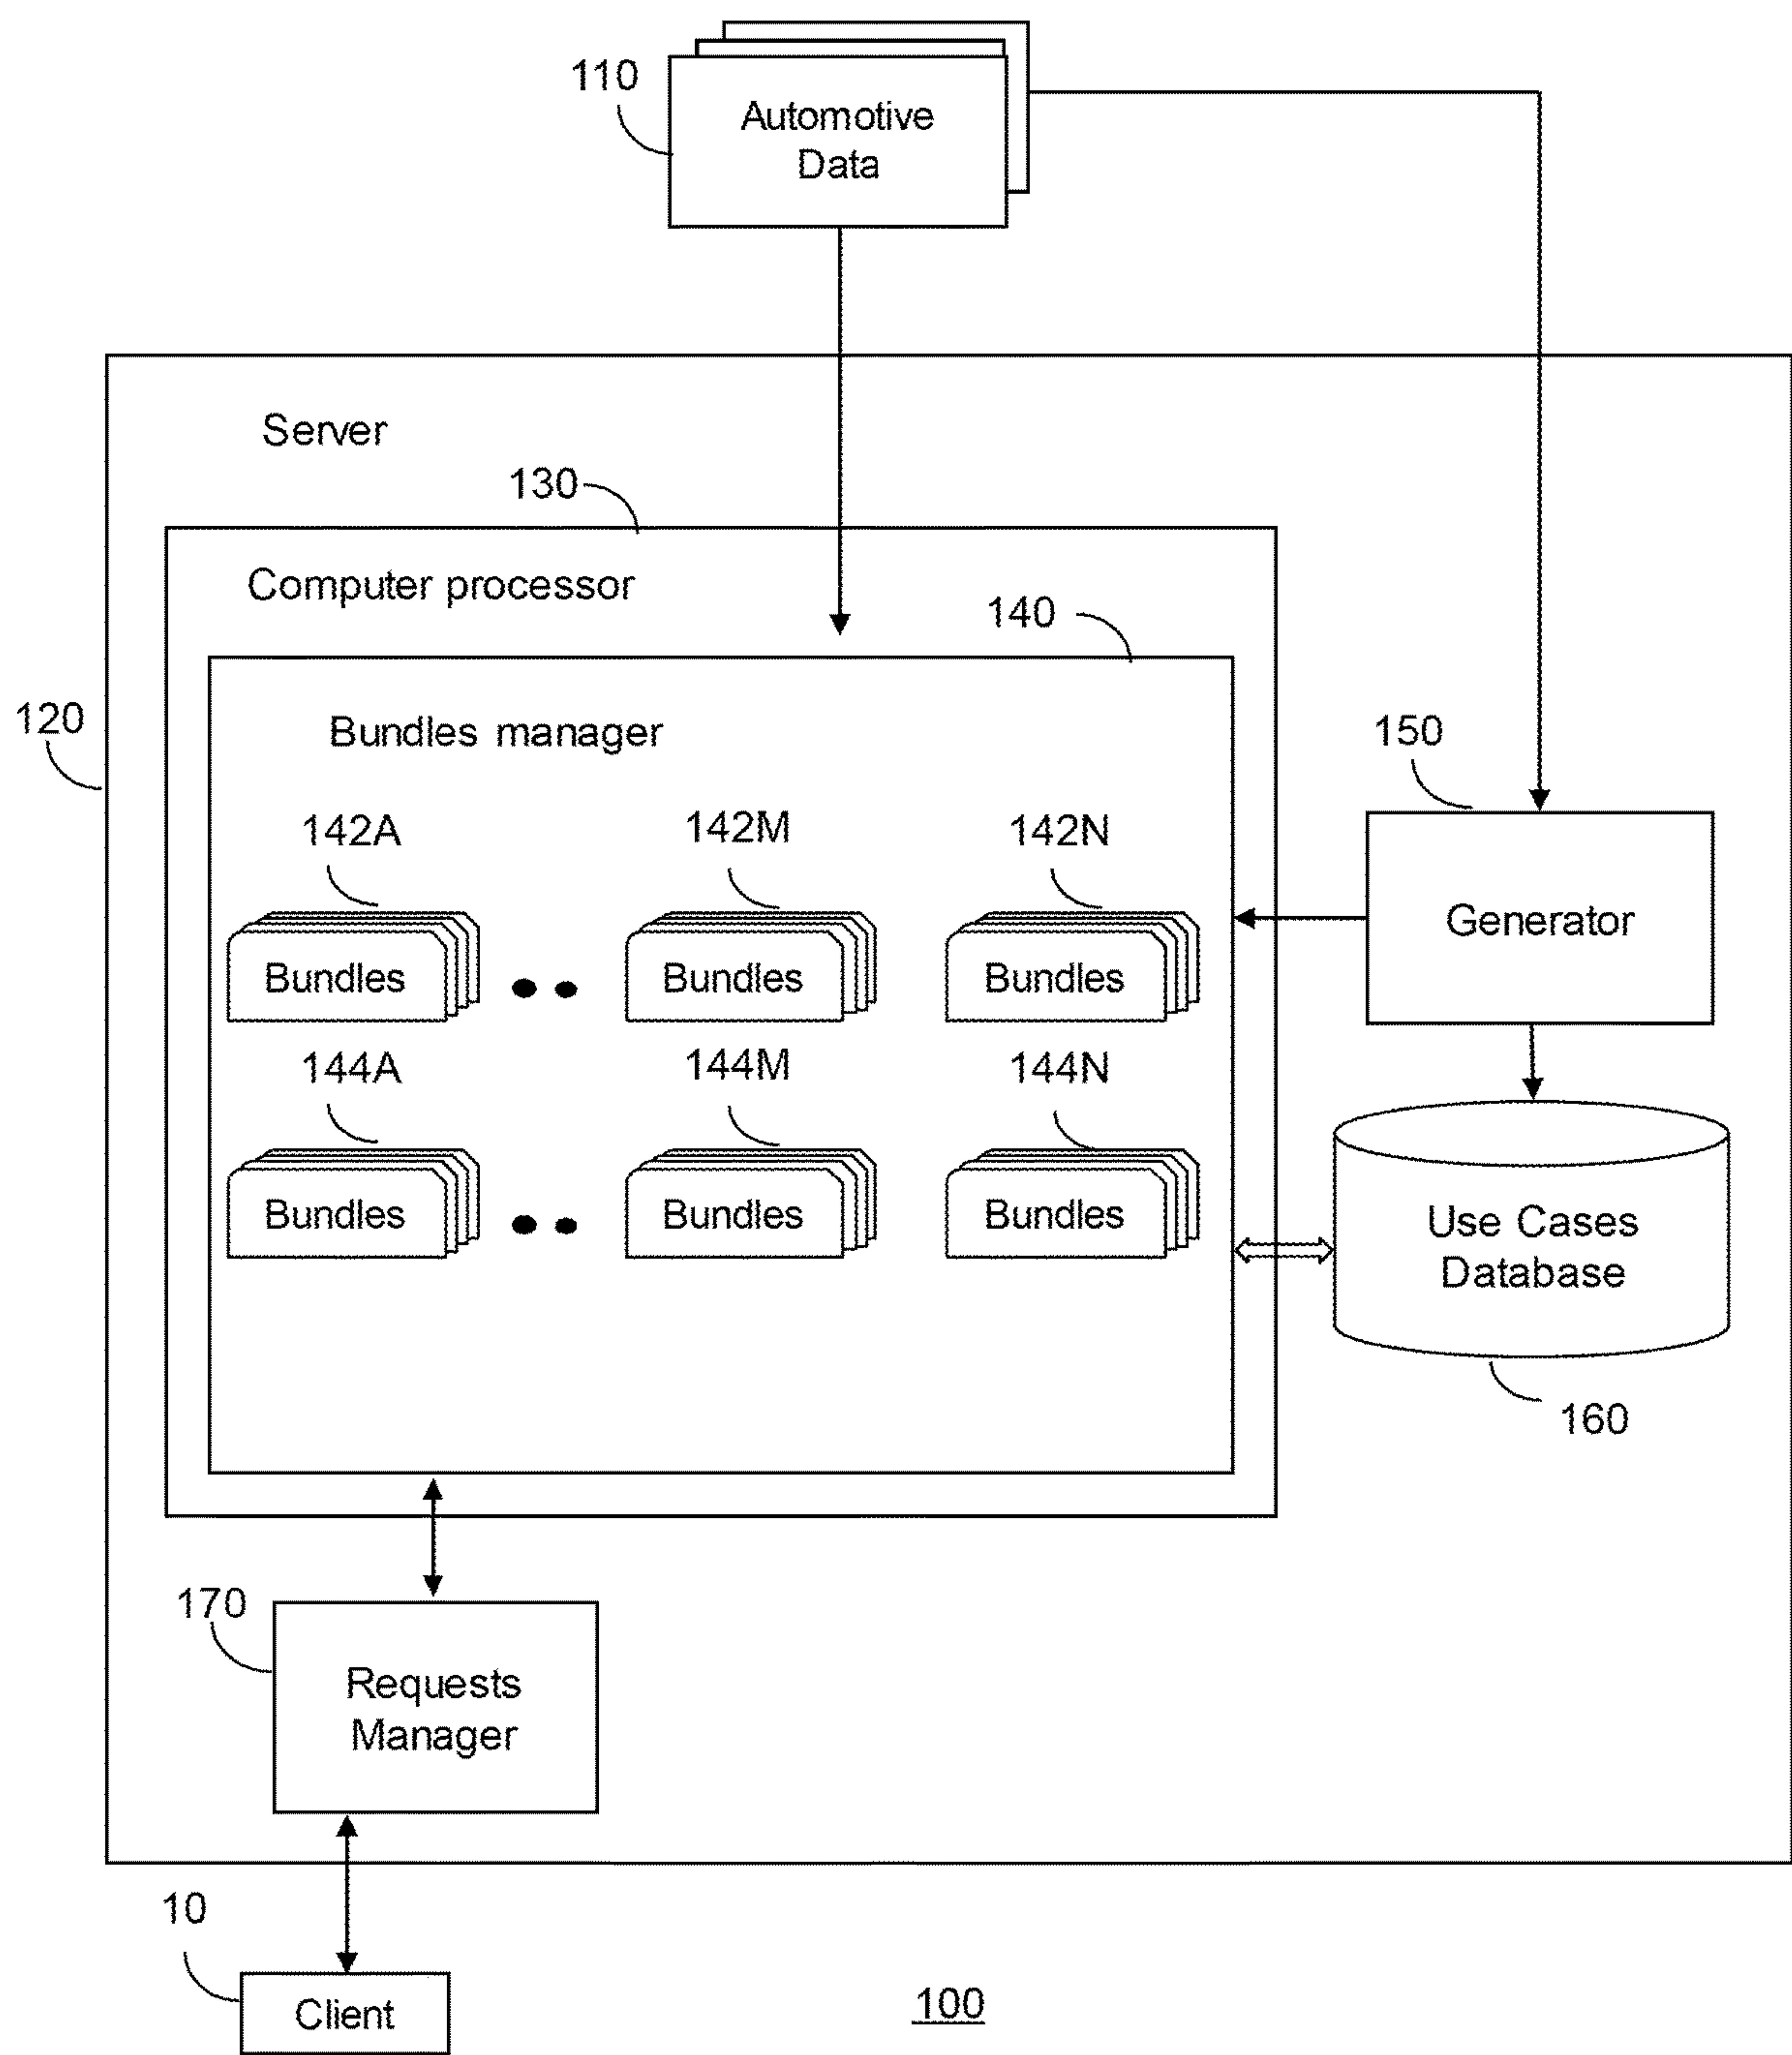 110
Automotive
Data
Server
130
Computer processor
140
120
Bundles manager
150
142A
142M
142N
Generator
Bundles
Bundles
Bundles
144A
144M
144N
Bundles
Bundles
Bundles
Use Cases
Database
160
170
Requests
Manager
10
Client
100